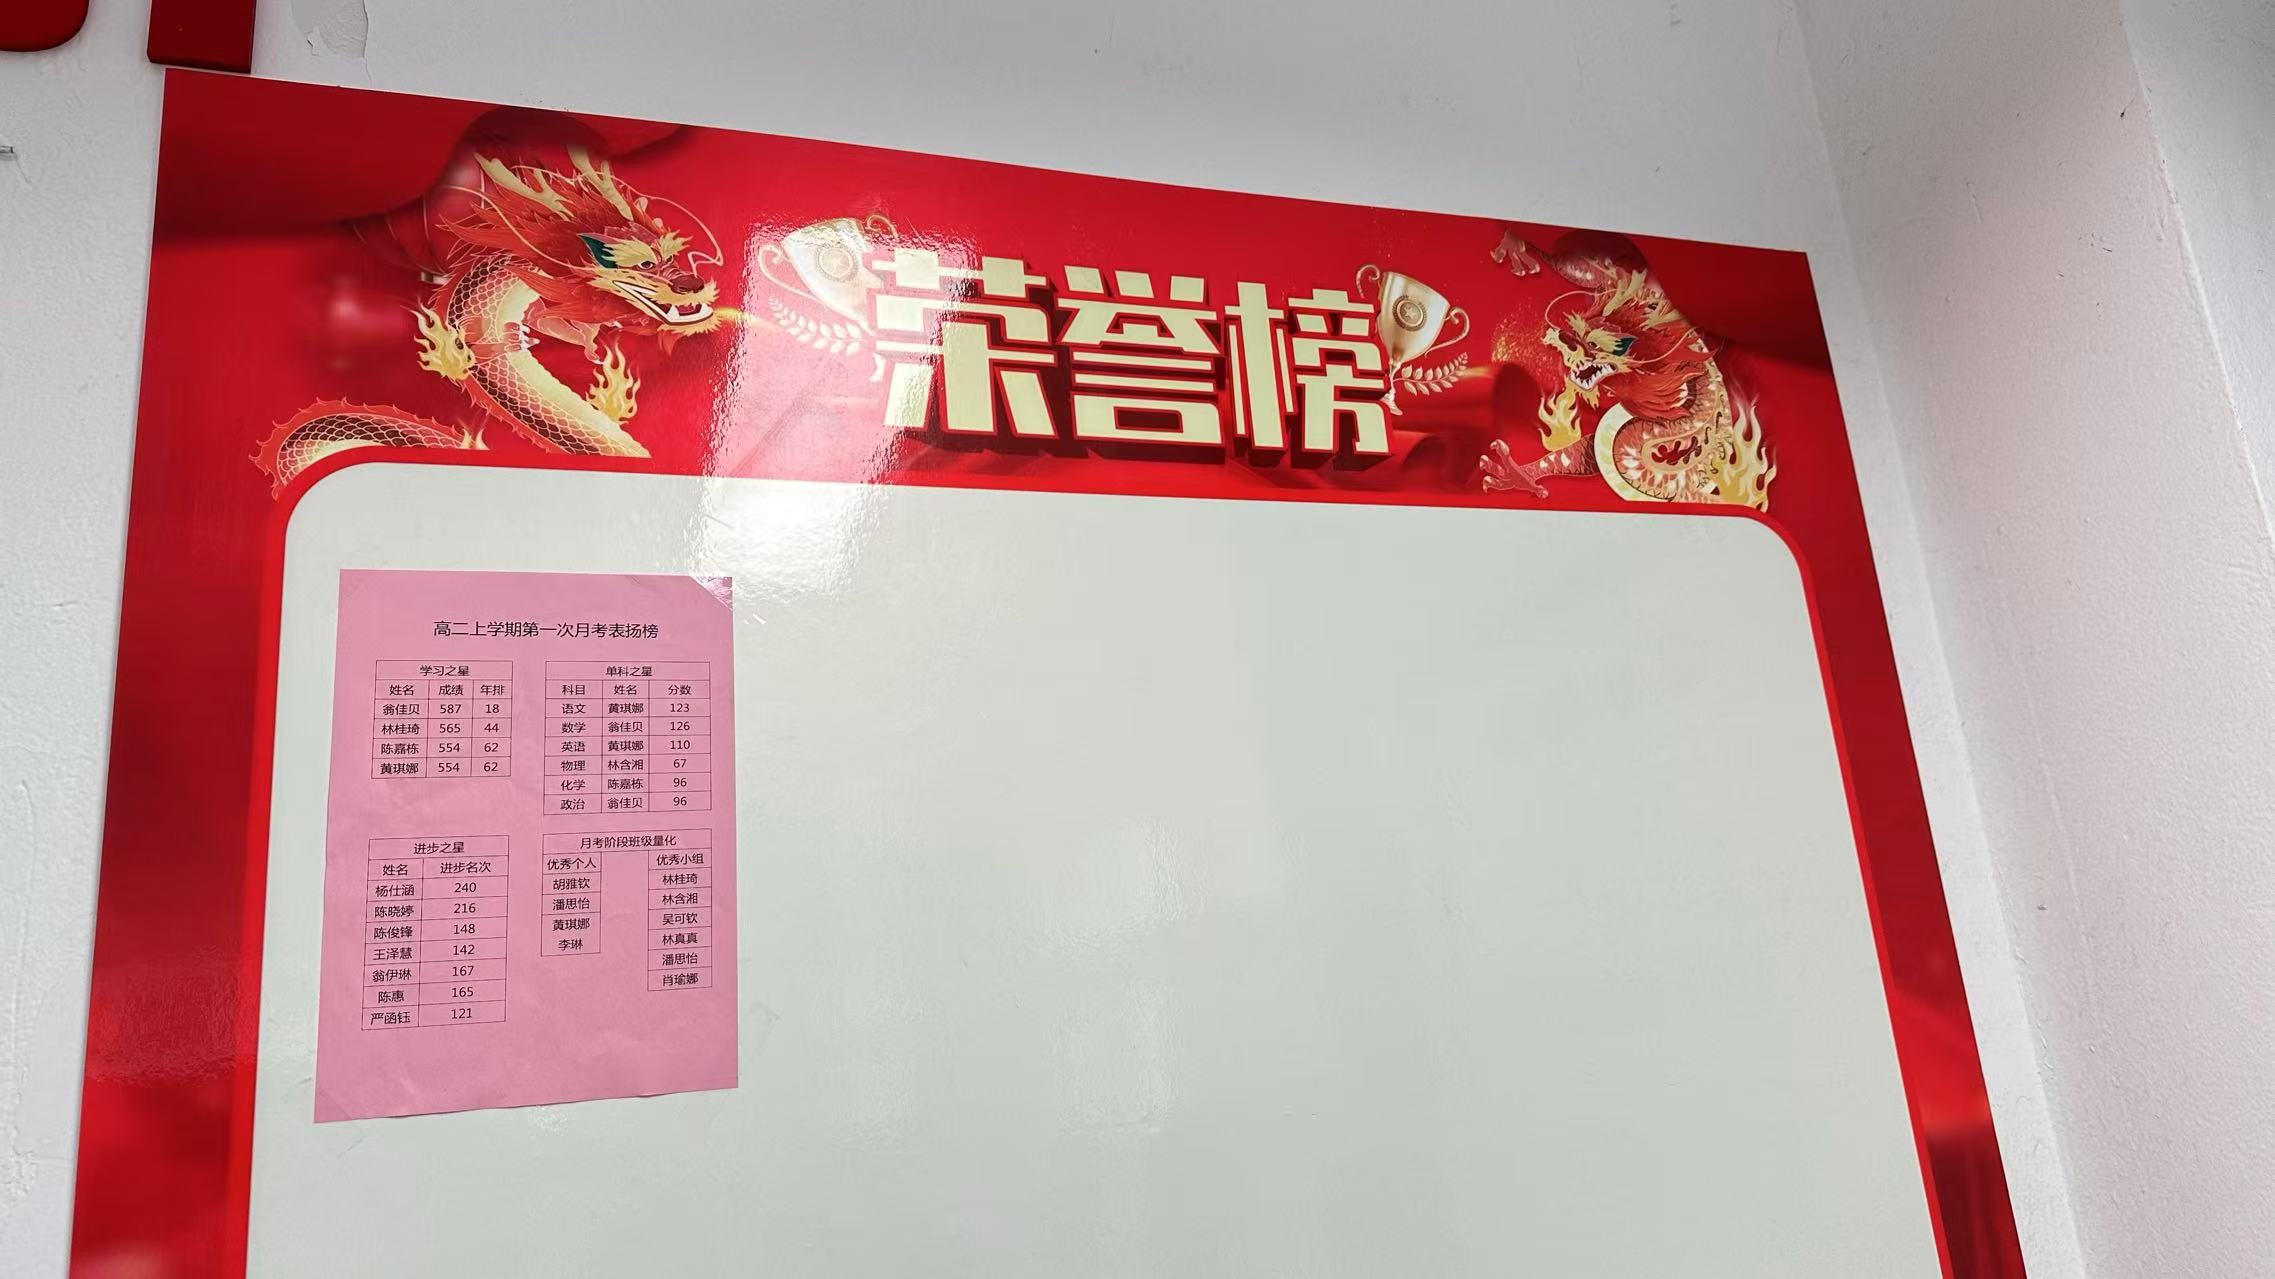 荣誉榜
高二上学期第一次月考表扬榜
学习之星
姓名 成绩 年排
翁佳贝 587 18
林桂琦 565 44
陈嘉栋 554 62
黄琪娜 554 62
单科之星
科目 姓名 分数
语文 黄琪娜 123
数学 翁佳贝 126
英语 黄琪娜 110
物理 林含湘 67
化学 陈嘉栋 96
政治 翁佳贝 96
进步之星
姓名 进步名次
杨仕涵 240
陈晓婷 216
陈俊锋 148
王泽慧 142
翁伊琳 167
陈惠 165
严函钰 121
月考阶段班级量化
优秀个人 优秀小组
胡雅钦 林桂琦
潘思怡 林含湘
黄琪娜 吴可钦
李琳 林真真
潘思怡
肖瑜娜